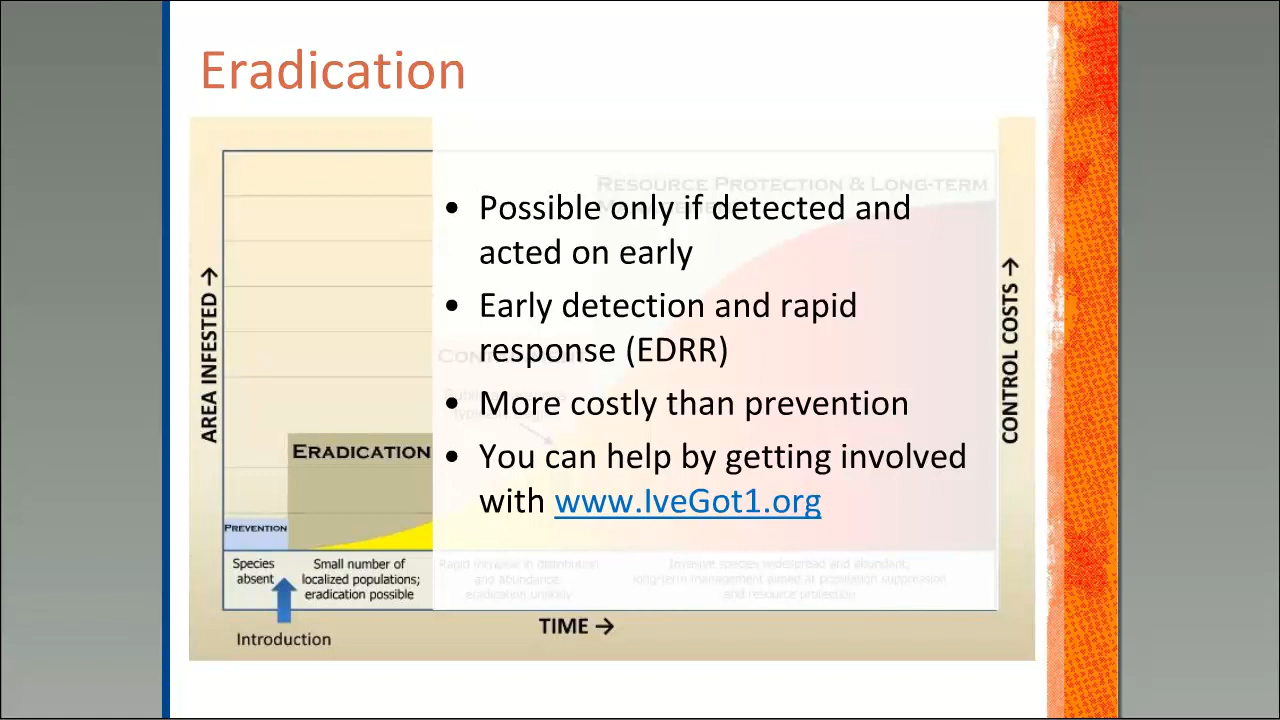 Eradication
RESOURCE PROTECTION & LONG-TERM
• Possible only if detected and
acted on early
• Early detection and rapid
response (EDRR)
• More costly than prevention
• You can help by getting involved
with www.IveGot1.org
AREA INFESTED →
CONTROL COSTS →
ERADICATION
PREVENTION
Species
absent
Small number of
localized populations;
eradication possible
Rapid increase in distribution
and abundance,
eradication unlikely
Invasive species widespread and abundant,
long-term management aimed at population suppression
and resource protection
Introduction
TIME →